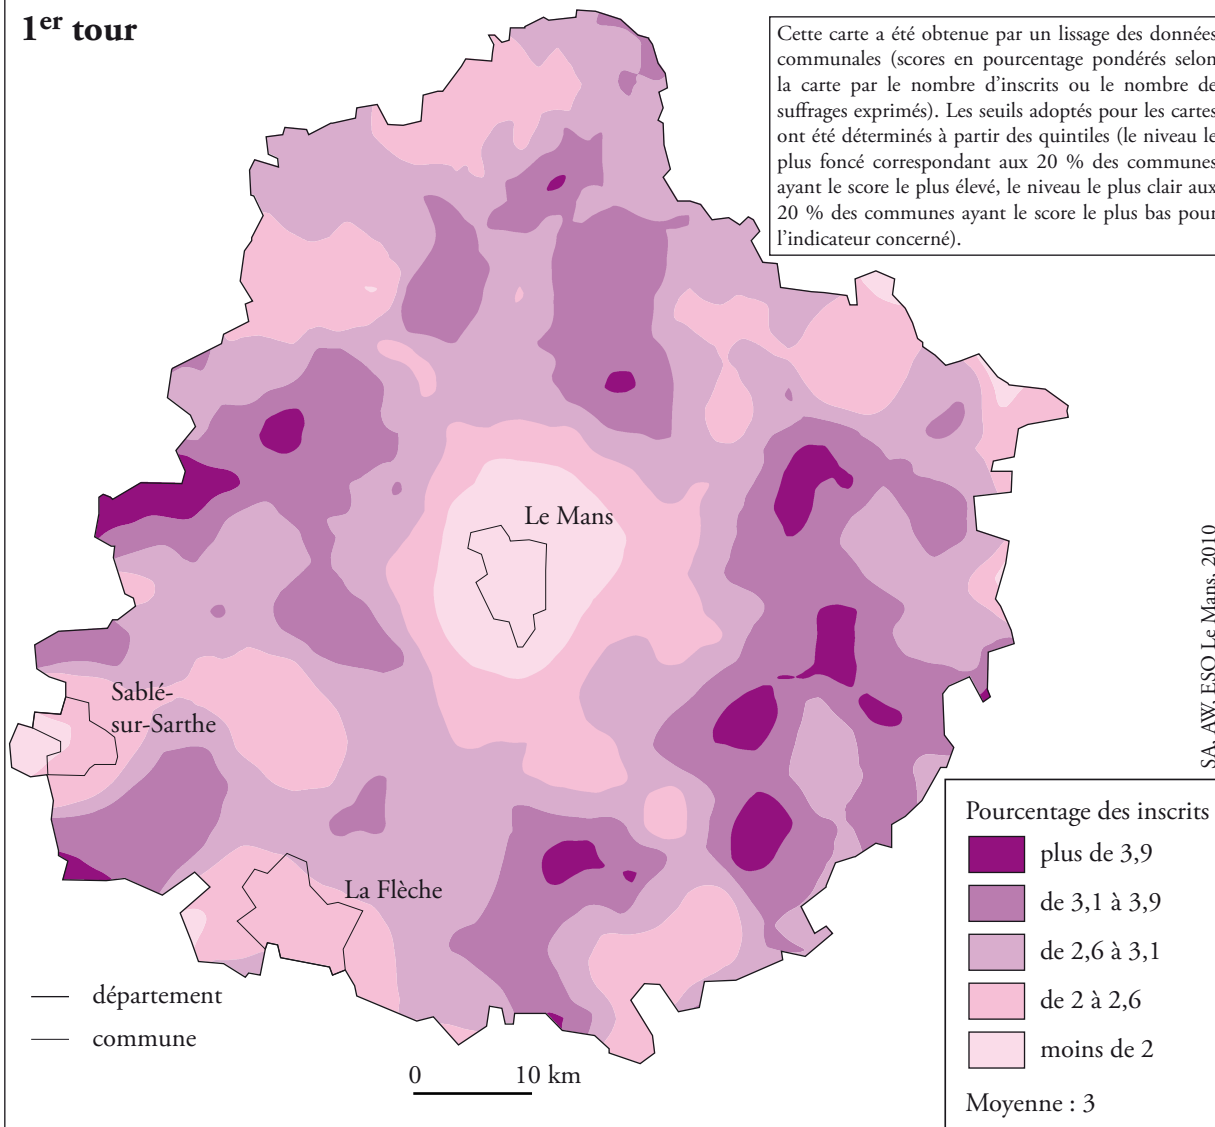 1er tour
Cette carte a été obtenue par un lissage des données
communales (scores en pourcentage pondérés selon
la carte par le nombre d'inscrits ou le nombre de
suffrages exprimés). Les seuils adoptés pour les cartes
ont été déterminés à partir des quintiles (le niveau le
plus foncé correspondant aux 20 % des communes
ayant le score le plus élevé, le niveau le plus clair aux
20 % des communes ayant le score le plus bas pour
l'indicateur concerné).
Le Mans
Sablé-
sur-Sarthe
La Flèche
SA, AW, ESO Le Mans, 2010
département
commune
0 10 km
Pourcentage des inscrits
plus de 3,9
de 3,1 à 3,9
de 2,6 à 3,1
de 2 à 2,6
moins de 2
Moyenne : 3